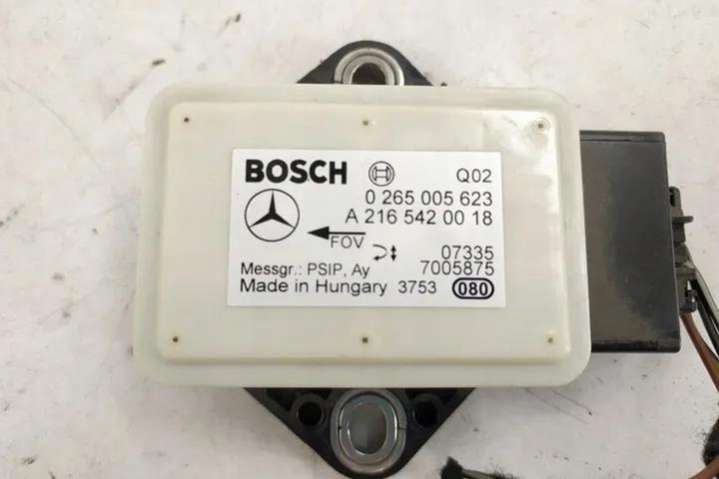 BOSCH Q02
0 265 005 623
A 216 542 00 18
FOV
07335
Messgr.: PSIP, Ay 7005875
Made in Hungary 3753 080